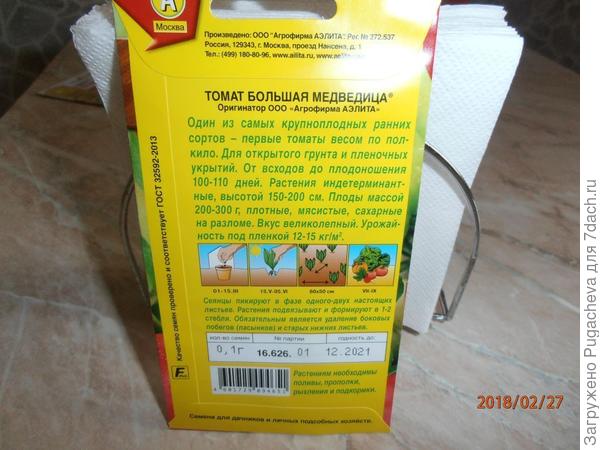 А
Москва
Произведено: ООО "Агрофирма АЭЛИТА". Рег № 272.537
Россия, 129343, г. Москва, проезд Нансена, д. 1
Тел.: (499) 180-80-96, www.ailita.ru,
ТОМАТ БОЛЬШАЯ МЕДВЕДИЦА®
Оригинатор ООО «Агрофирма АЭЛИТА»
Один из самых крупноплодных ранних
сортов – первые томаты весом по пол-
кило. Для открытого грунта и пленочных
укрытий. От всходов до плодоношения
100-110 дней. Растения индетерминант-
ные, высотой 150-200 см. Плоды массой
200-300 г, плотные, мясистые, сахарные
на разломе. Вкус великолепный. Урожай-
ность под пленкой 12-15 кг/м².
01-15.III
15.V-05.VI
60х50 см
VII-IX
Сеянцы пикируют в фазе одного-двух настоящих
листьев. Растения подвязывают и формируют в 1-2
стебля. Обязательным является удаление боковых
побегов (пасынков) и старых нижних листьев.
кол-во семян
№ партии
годность до:
0,1г
16.626. 01
12.2021
F
Растениям необходимы
поливы, прополки,
рыхления и подкормки.
Семена для дачников и личных подсобных хозяйств.
Качество семян проверено и соответствует ГОСТ 32592-2013
2018/02/27
Загружено Pugacheva для 7dach.ru